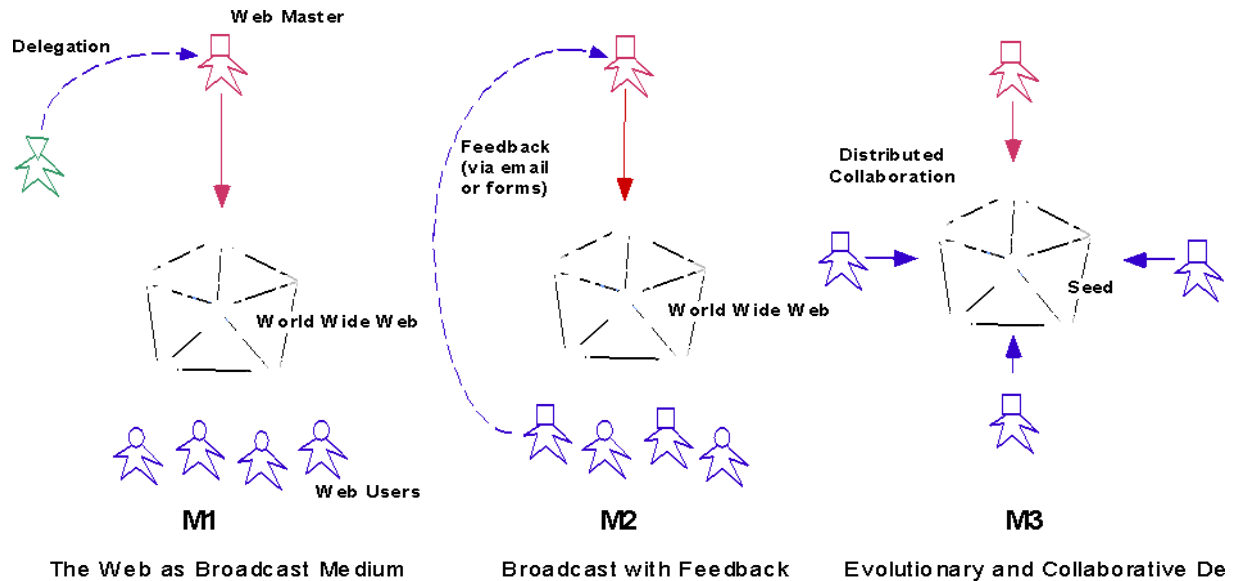 Web Master
Delegation
World Wide Web
Web Users
M1
The Web as Broadcast Medium
Feedback
(via email
or forms)
World Wide Web
M2
Broadcast with Feedback
Distributed
Collaboration
Seed
M3
Evolutionary and Collaborative De